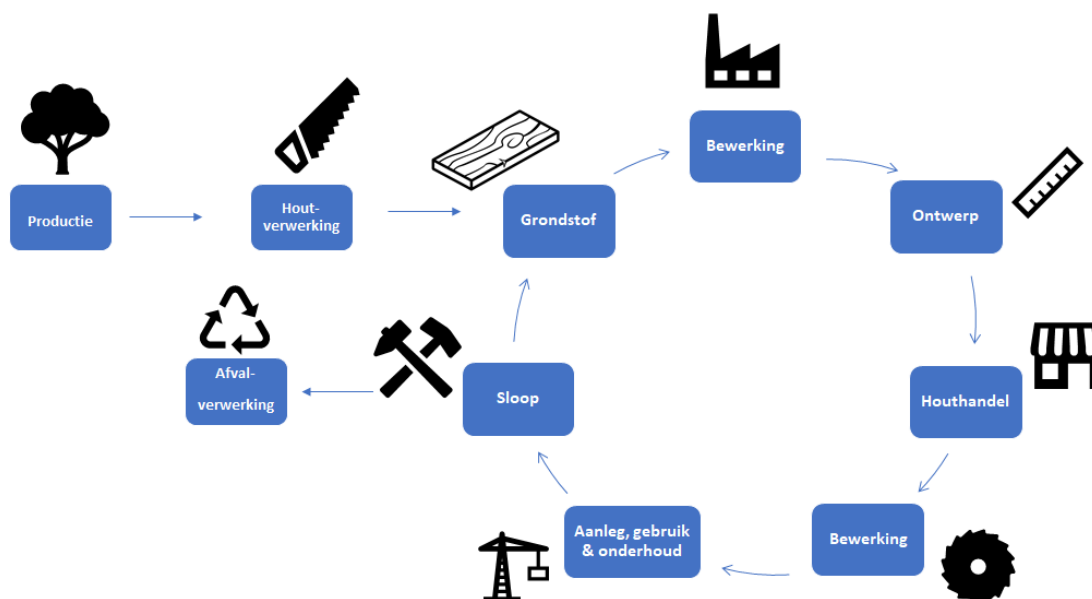 Productie
Hout-
verwerking
Grondstof
Bewerking
Ontwerp
Houthandel
Bewerking
Aanleg, gebruik
& onderhoud
Sloop
Afval-
verwerking